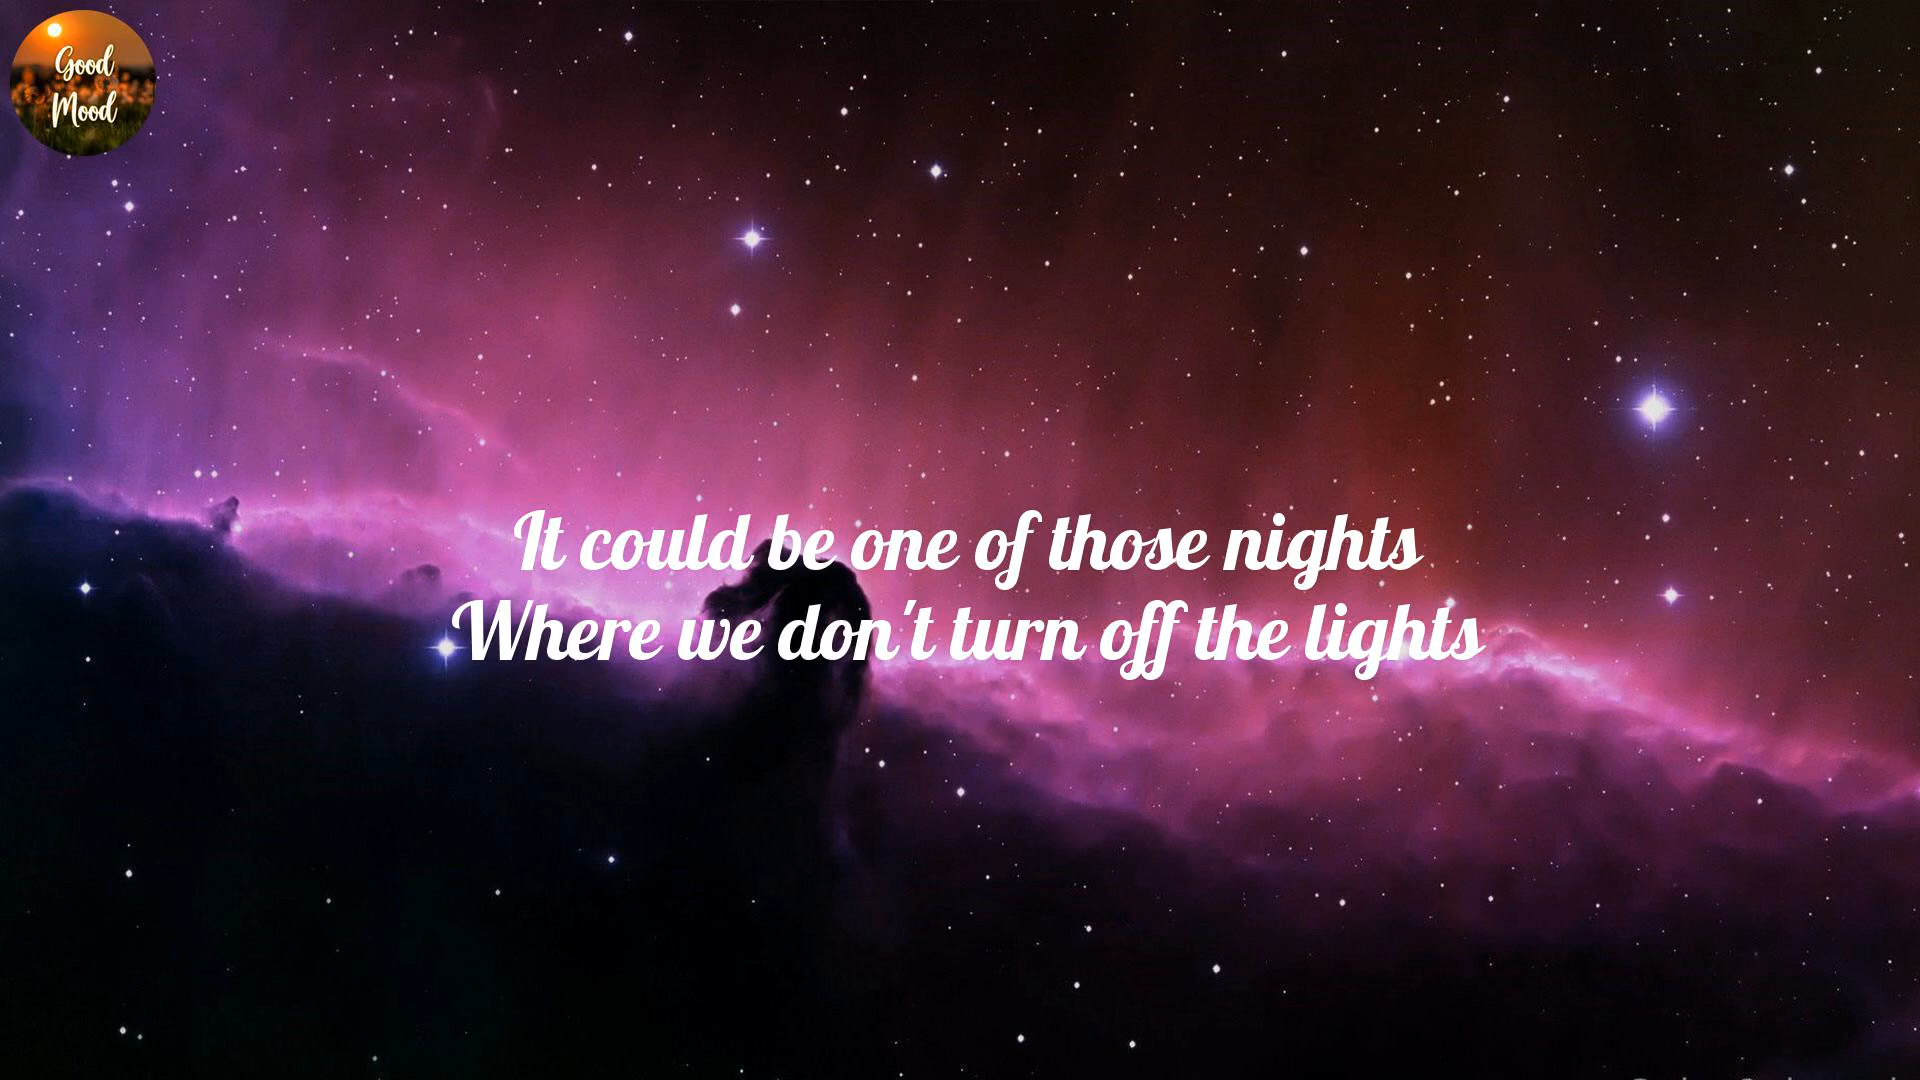 Good
Mood
It could be one of those nights
Where we don't turn off the lights